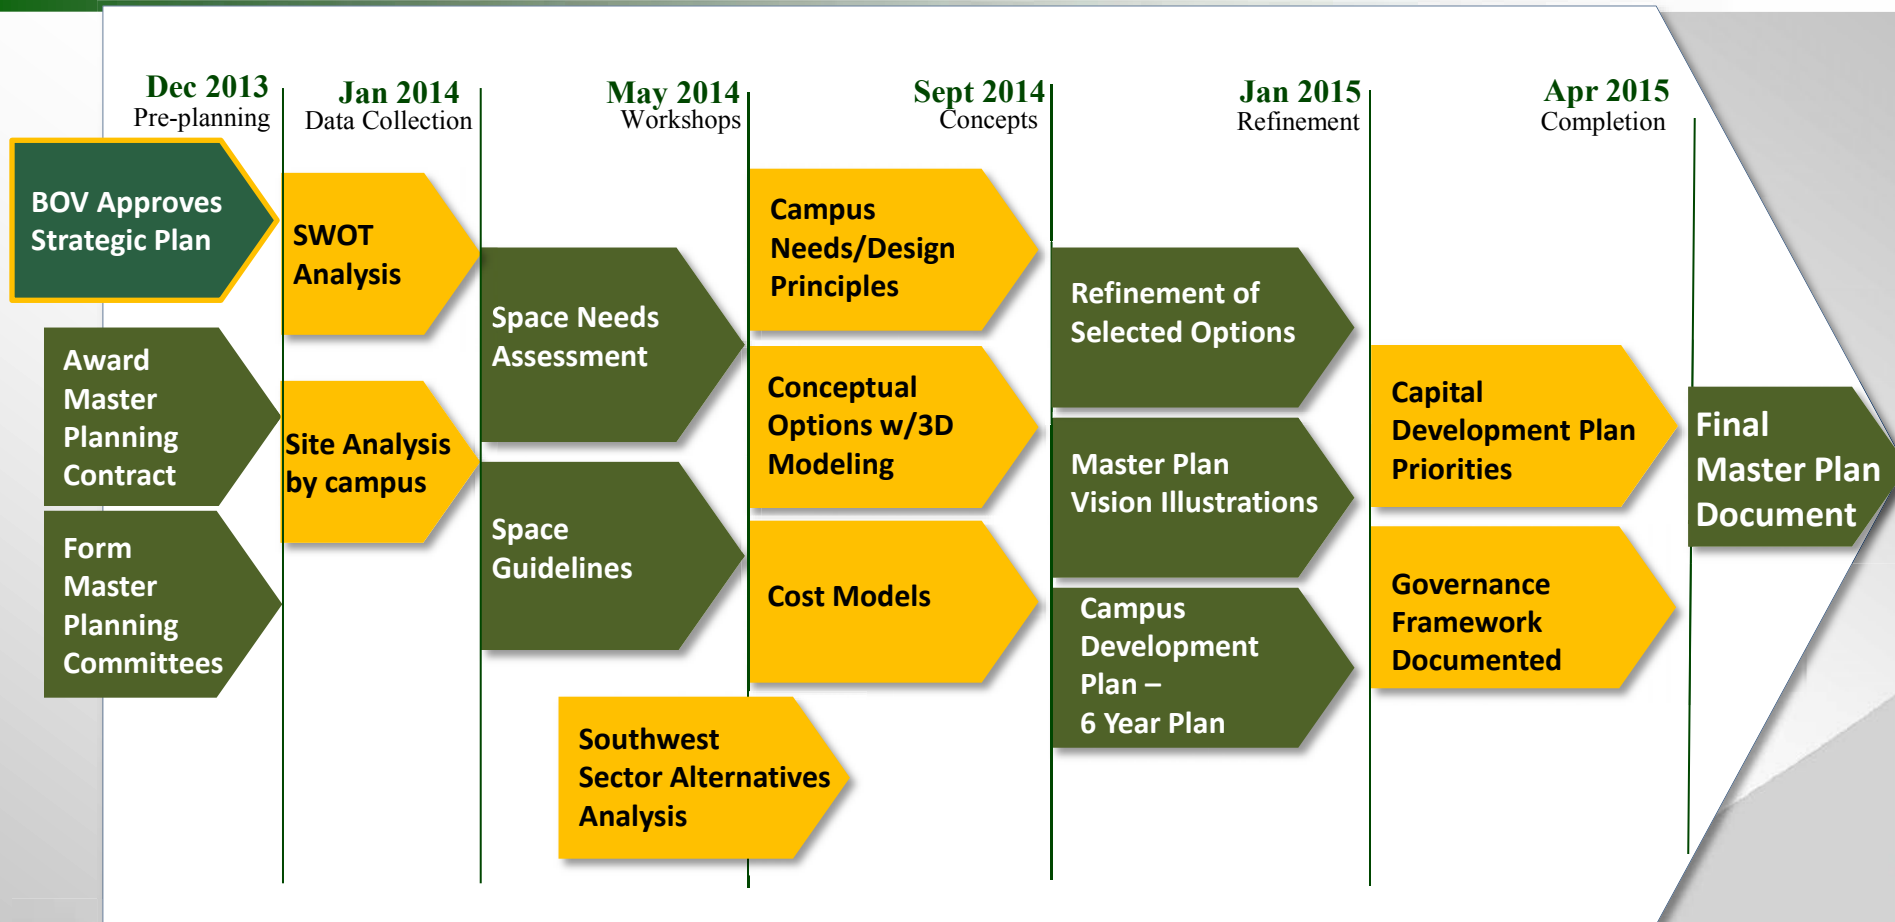 Dec 2013
Pre-planning
Jan 2014
Data Collection
May 2014
Workshops
Sept 2014
Concepts
Jan 2015
Refinement
Apr 2015
Completion
BOV Approves
Strategic Plan
Award
Master
Planning
Contract
Form
Master
Planning
Committees
SWOT
Analysis
Site Analysis
by campus
Space Needs
Assessment
Space
Guidelines
Southwest
Sector Alternatives
Analysis
Campus
Needs/Design
Principles
Conceptual
Options w/3D
Modeling
Cost Models
Refinement of
Selected Options
Master Plan
Vision Illustrations
Campus
Development
Plan –
6 Year Plan
Capital
Development Plan
Priorities
Governance
Framework
Documented
Final
Master Plan
Document